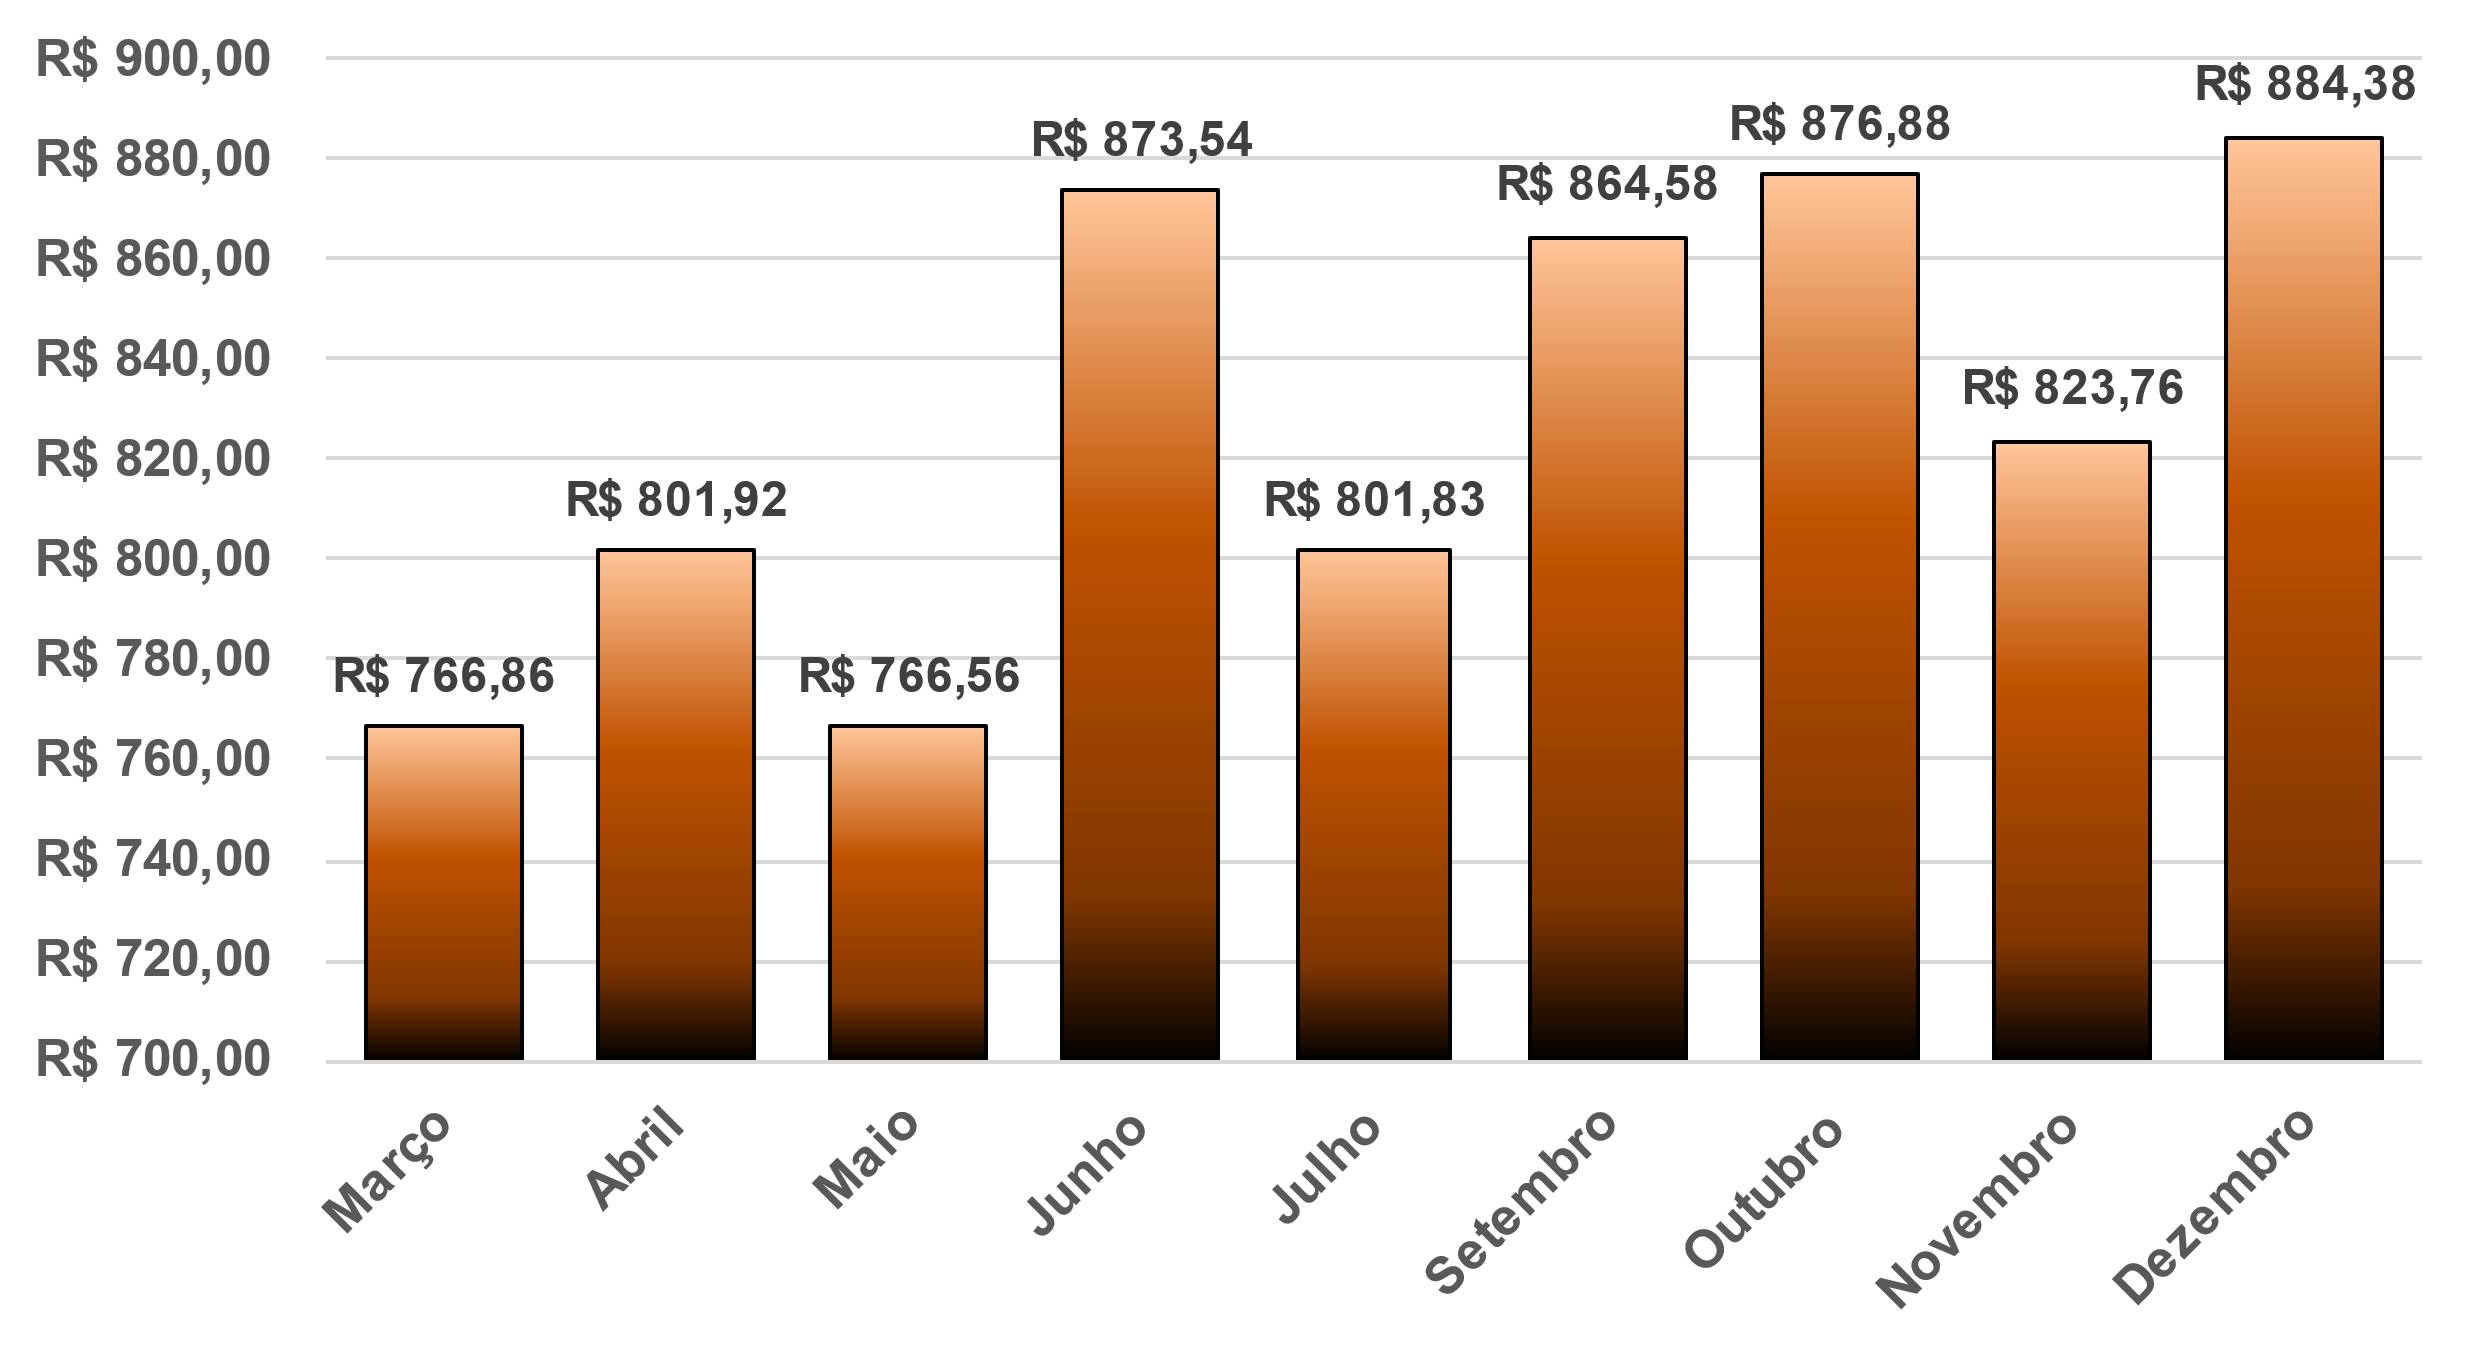 R$ 900,00
R$ 880,00
R$ 860,00
R$ 840,00
R$ 820,00
R$ 800,00
R$ 780,00
R$ 760,00
R$ 740,00
R$ 720,00
R$ 700,00
R$ 766,86
R$ 801,92
R$ 766,56
R$ 873,54
R$ 801,83
R$ 864,58
R$ 876,88
R$ 823,76
R$ 884,38
Março
Abril
Maio
Junho
Julho
Setembro
Outubro
Novembro
Dezembro